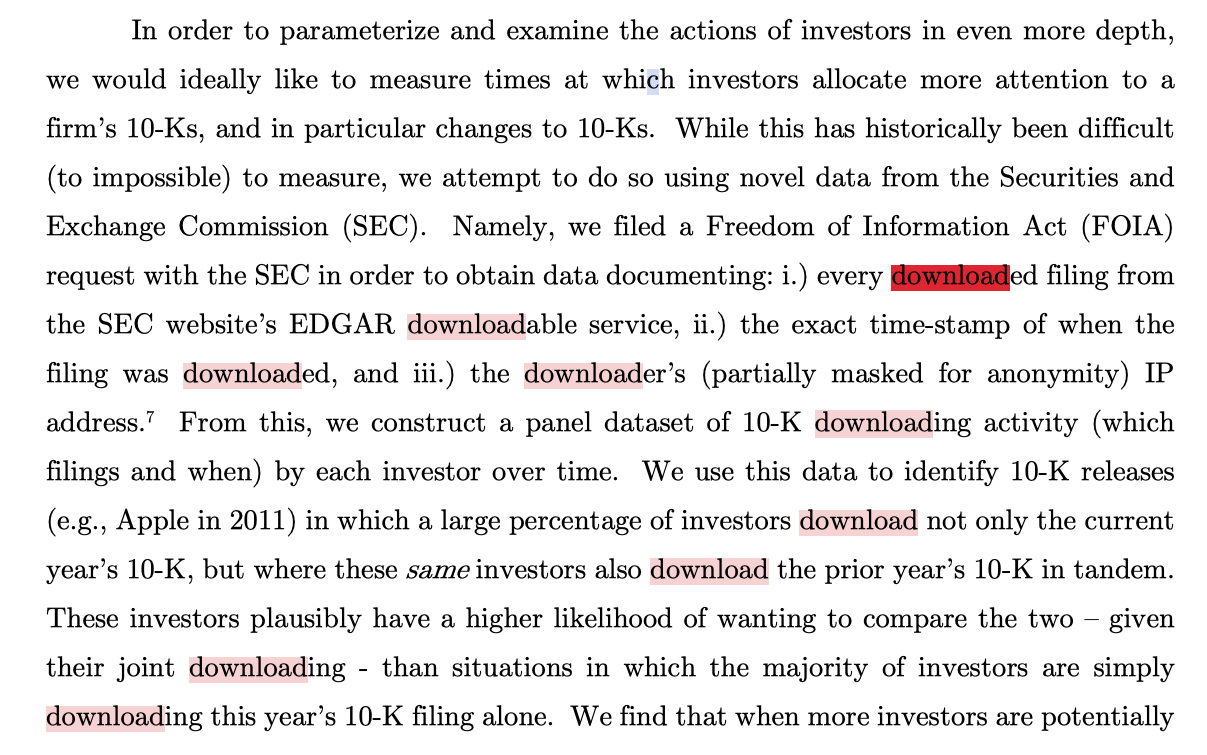 In order to parameterize and examine the actions of investors in even more depth,
we would ideally like to measure times at which investors allocate more attention to a
firm’s 10-Ks, and in particular changes to 10-Ks. While this has historically been difficult
(to impossible) to measure, we attempt to do so using novel data from the Securities and
Exchange Commission (SEC). Namely, we filed a Freedom of Information Act (FOIA)
request with the SEC in order to obtain data documenting: i.) every downloaded filing from
the SEC website’s EDGAR downloadable service, ii.) the exact time-stamp of when the
filing was downloaded, and iii.) the downloader’s (partially masked for anonymity) IP
address.⁷ From this, we construct a panel dataset of 10-K downloading activity (which
filings and when) by each investor over time. We use this data to identify 10-K releases
(e.g., Apple in 2011) in which a large percentage of investors download not only the current
year’s 10-K, but where these same investors also download the prior year’s 10-K in tandem.
These investors plausibly have a higher likelihood of wanting to compare the two – given
their joint downloading - than situations in which the majority of investors are simply
downloading this year’s 10-K filing alone. We find that when more investors are potentially